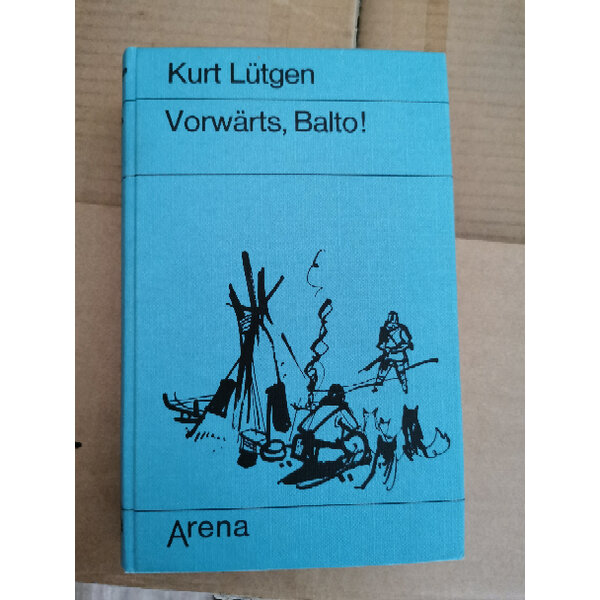 Kurt Lütgen
Vorwärts, Balto!
Arena